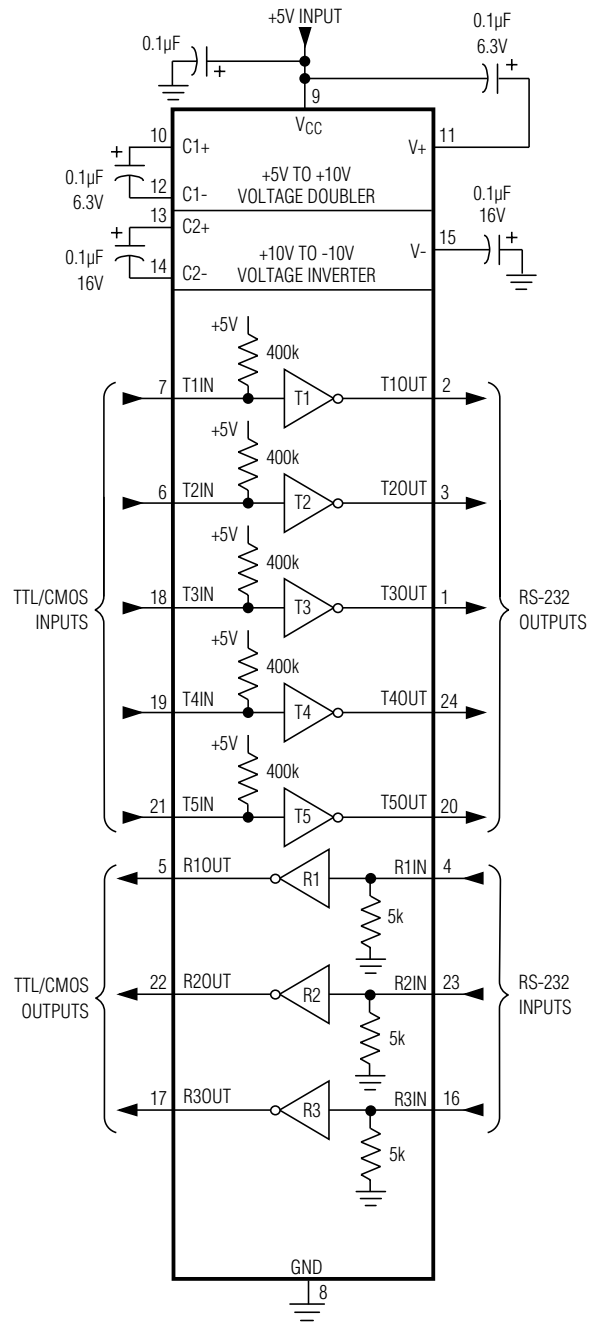 +5V INPUT
0.1µF
+
0.1µF
6.3V
+
9
VCC
10
C1+
11
V+
+
0.1µF
6.3V
12
C1-
+5V TO +10V
VOLTAGE DOUBLER
13
C2+
+
0.1µF
16V
14
C2-
+10V TO -10V
VOLTAGE INVERTER
V-
15
0.1µF
16V
+
+5V
400k
7
T1IN
T1
T1OUT
2
+5V
400k
6
T2IN
T2
T2OUT
3
+5V
400k
TTL/CMOS
INPUTS
18
T3IN
T3
T3OUT
1
RS-232
OUTPUTS
+5V
400k
19
T4IN
T4
T4OUT
24
+5V
400k
21
T5IN
T5
T5OUT
20
5
R1OUT
R1
R1IN
4
5k
TTL/CMOS
OUTPUTS
22
R2OUT
R2
R2IN
23
RS-232
INPUTS
5k
17
R3OUT
R3
R3IN
16
5k
GND
8